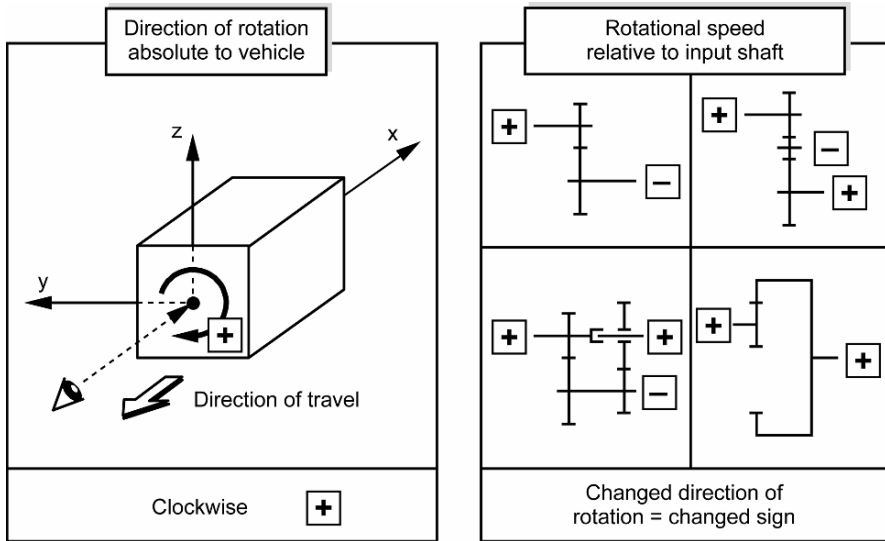 Direction of rotation
absolute to vehicle
z
x
y
+
Direction of travel
Clockwise +
Rotational speed
relative to input shaft
+
−
+
−
+
+
+
−
+
+
Changed direction of
rotation = changed sign